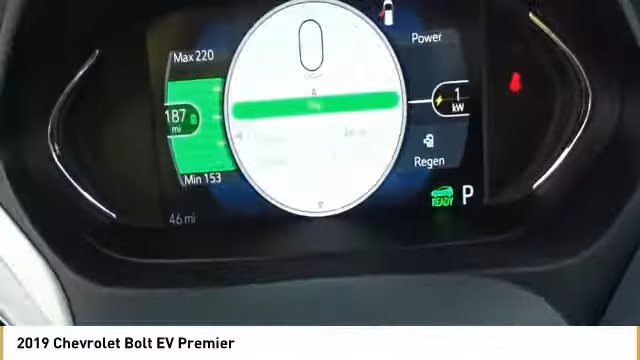 Max 220
Power
187
mi
1
kW
Regen
Min 153
READY
P
46 mi
2019 Chevrolet Bolt EV Premier